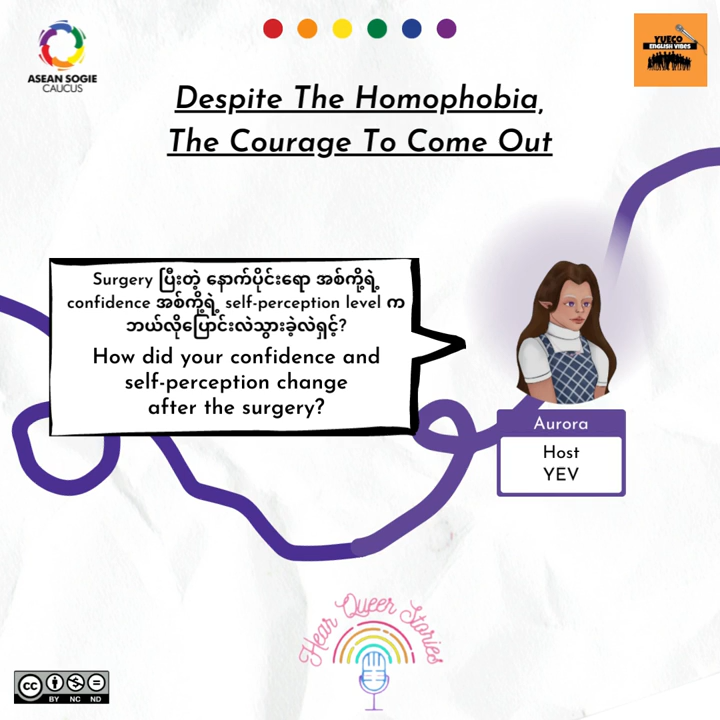 ASEAN SOGIE
CAUCUS
YUECO
ENGLISH VIBES
Despite The Homophobia,
The Courage To Come Out
Surgery ပြီးတဲ့ နောက်ပိုင်းရော အစ်ကို့ရဲ့
confidence အစ်ကို့ရဲ့ self-perception level က
ဘယ်လိုပြောင်းလဲသွားခဲ့လဲရှင့်?
How did your confidence and
self-perception change
after the surgery?
Aurora
Host
YEV
Hear Queer Stories
cc
BY NC ND